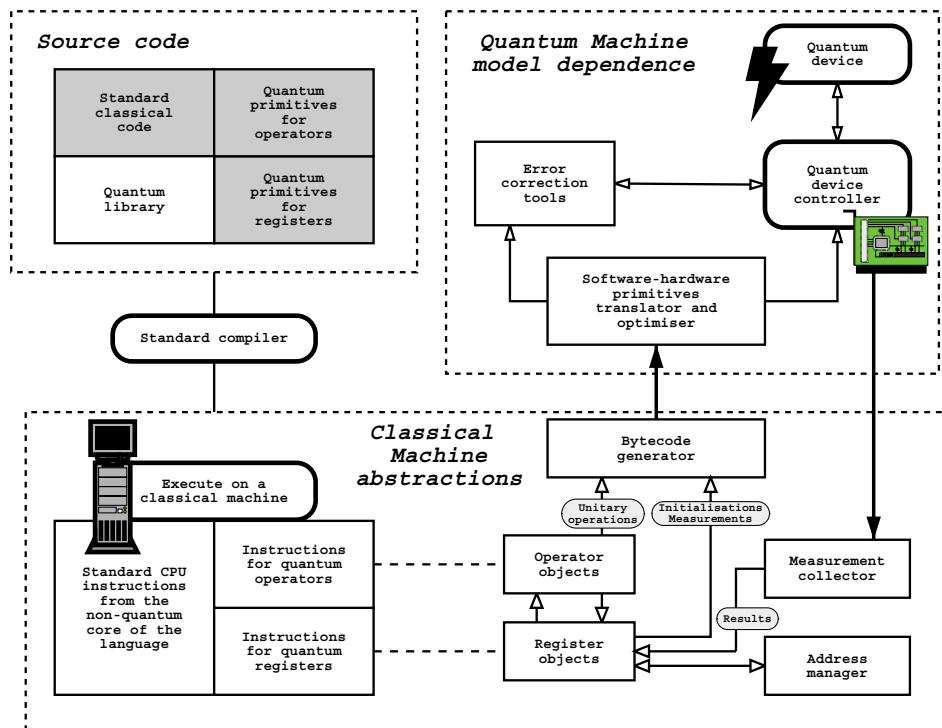 Source code
Standard
classical
code
Quantum
primitives
for
operators
Quantum
library
Quantum
primitives
for
registers
Standard compiler
Quantum Machine
model dependence
Quantum
device
Error
correction
tools
Quantum
device
controller
Software-hardware
primitives
translator and
optimiser
Classical
Machine
abstractions
Execute on a
classical machine
Standard CPU
instructions
from the
non-quantum
core of the
language
Instructions
for quantum
operators
Instructions
for quantum
registers
Bytecode
generator
Unitary
operations
Initialisations
Measurements
Operator
objects
Register
objects
Measurement
collector
Results
Address
manager